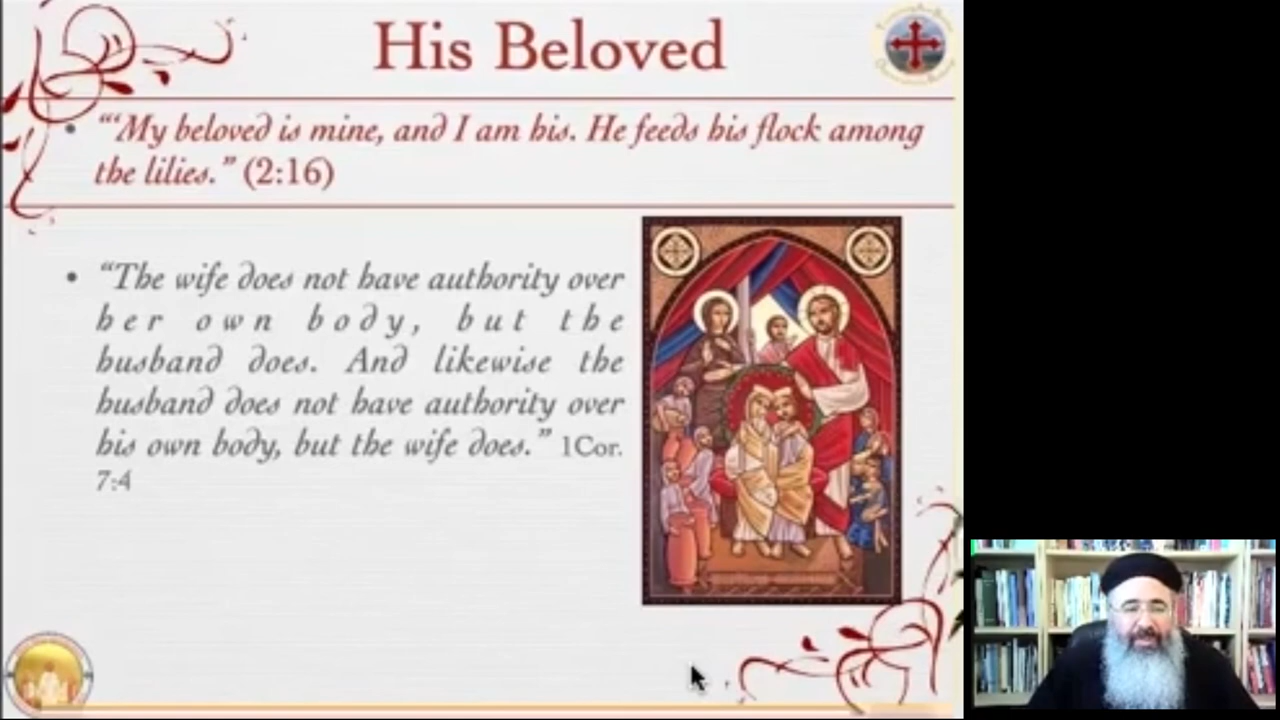 His Beloved
• "‘My beloved is mine, and I am his. He feeds his flock among
the lilies." (2:16)
• "The wife does not have authority over
her own body, but the
husband does. And likewise the
husband does not have authority over
his own body, but the wife does." 1Cor.
7:4